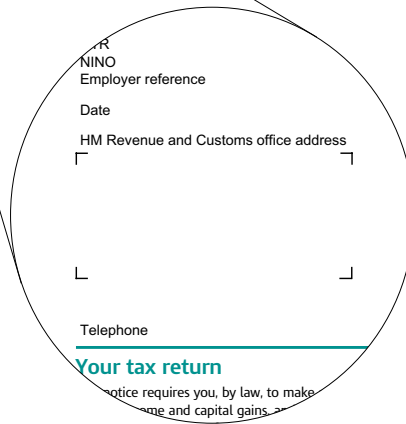 NINO
Employer reference
Date
HM Revenue and Customs office address
Telephone
Your tax return
notice requires you, by law, to make
and capital gains,